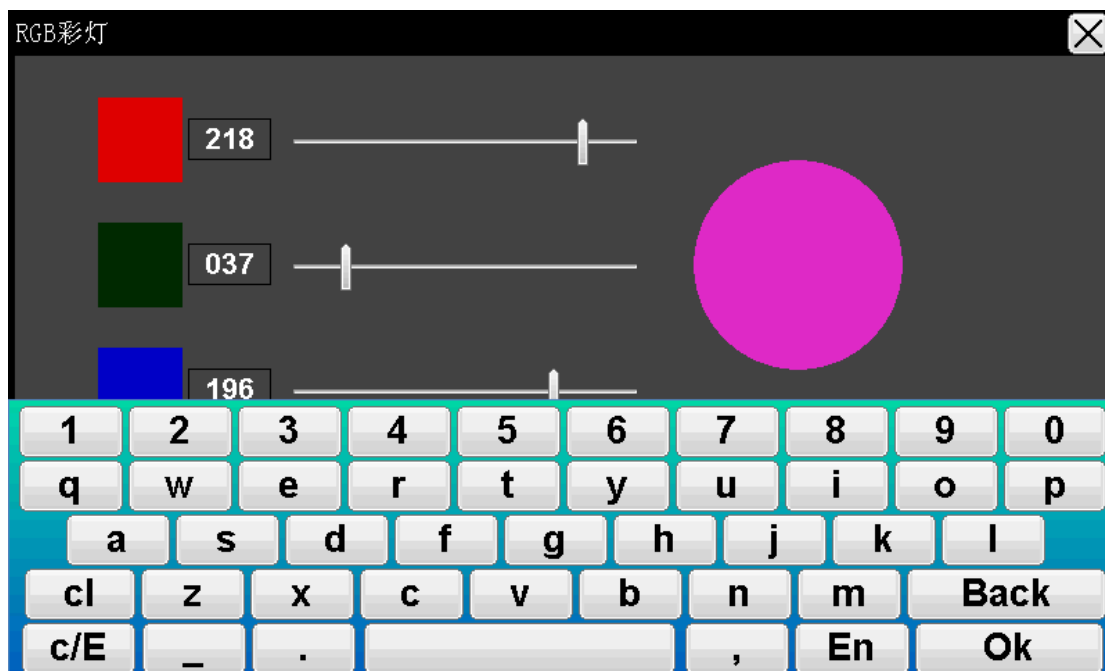 RGB彩灯
218
037
196
1 2 3 4 5 6 7 8 9 0
q w e r t y u i o p
a s d f g h j k l
cl z x c v b n m Back
c/E _ . , En Ok